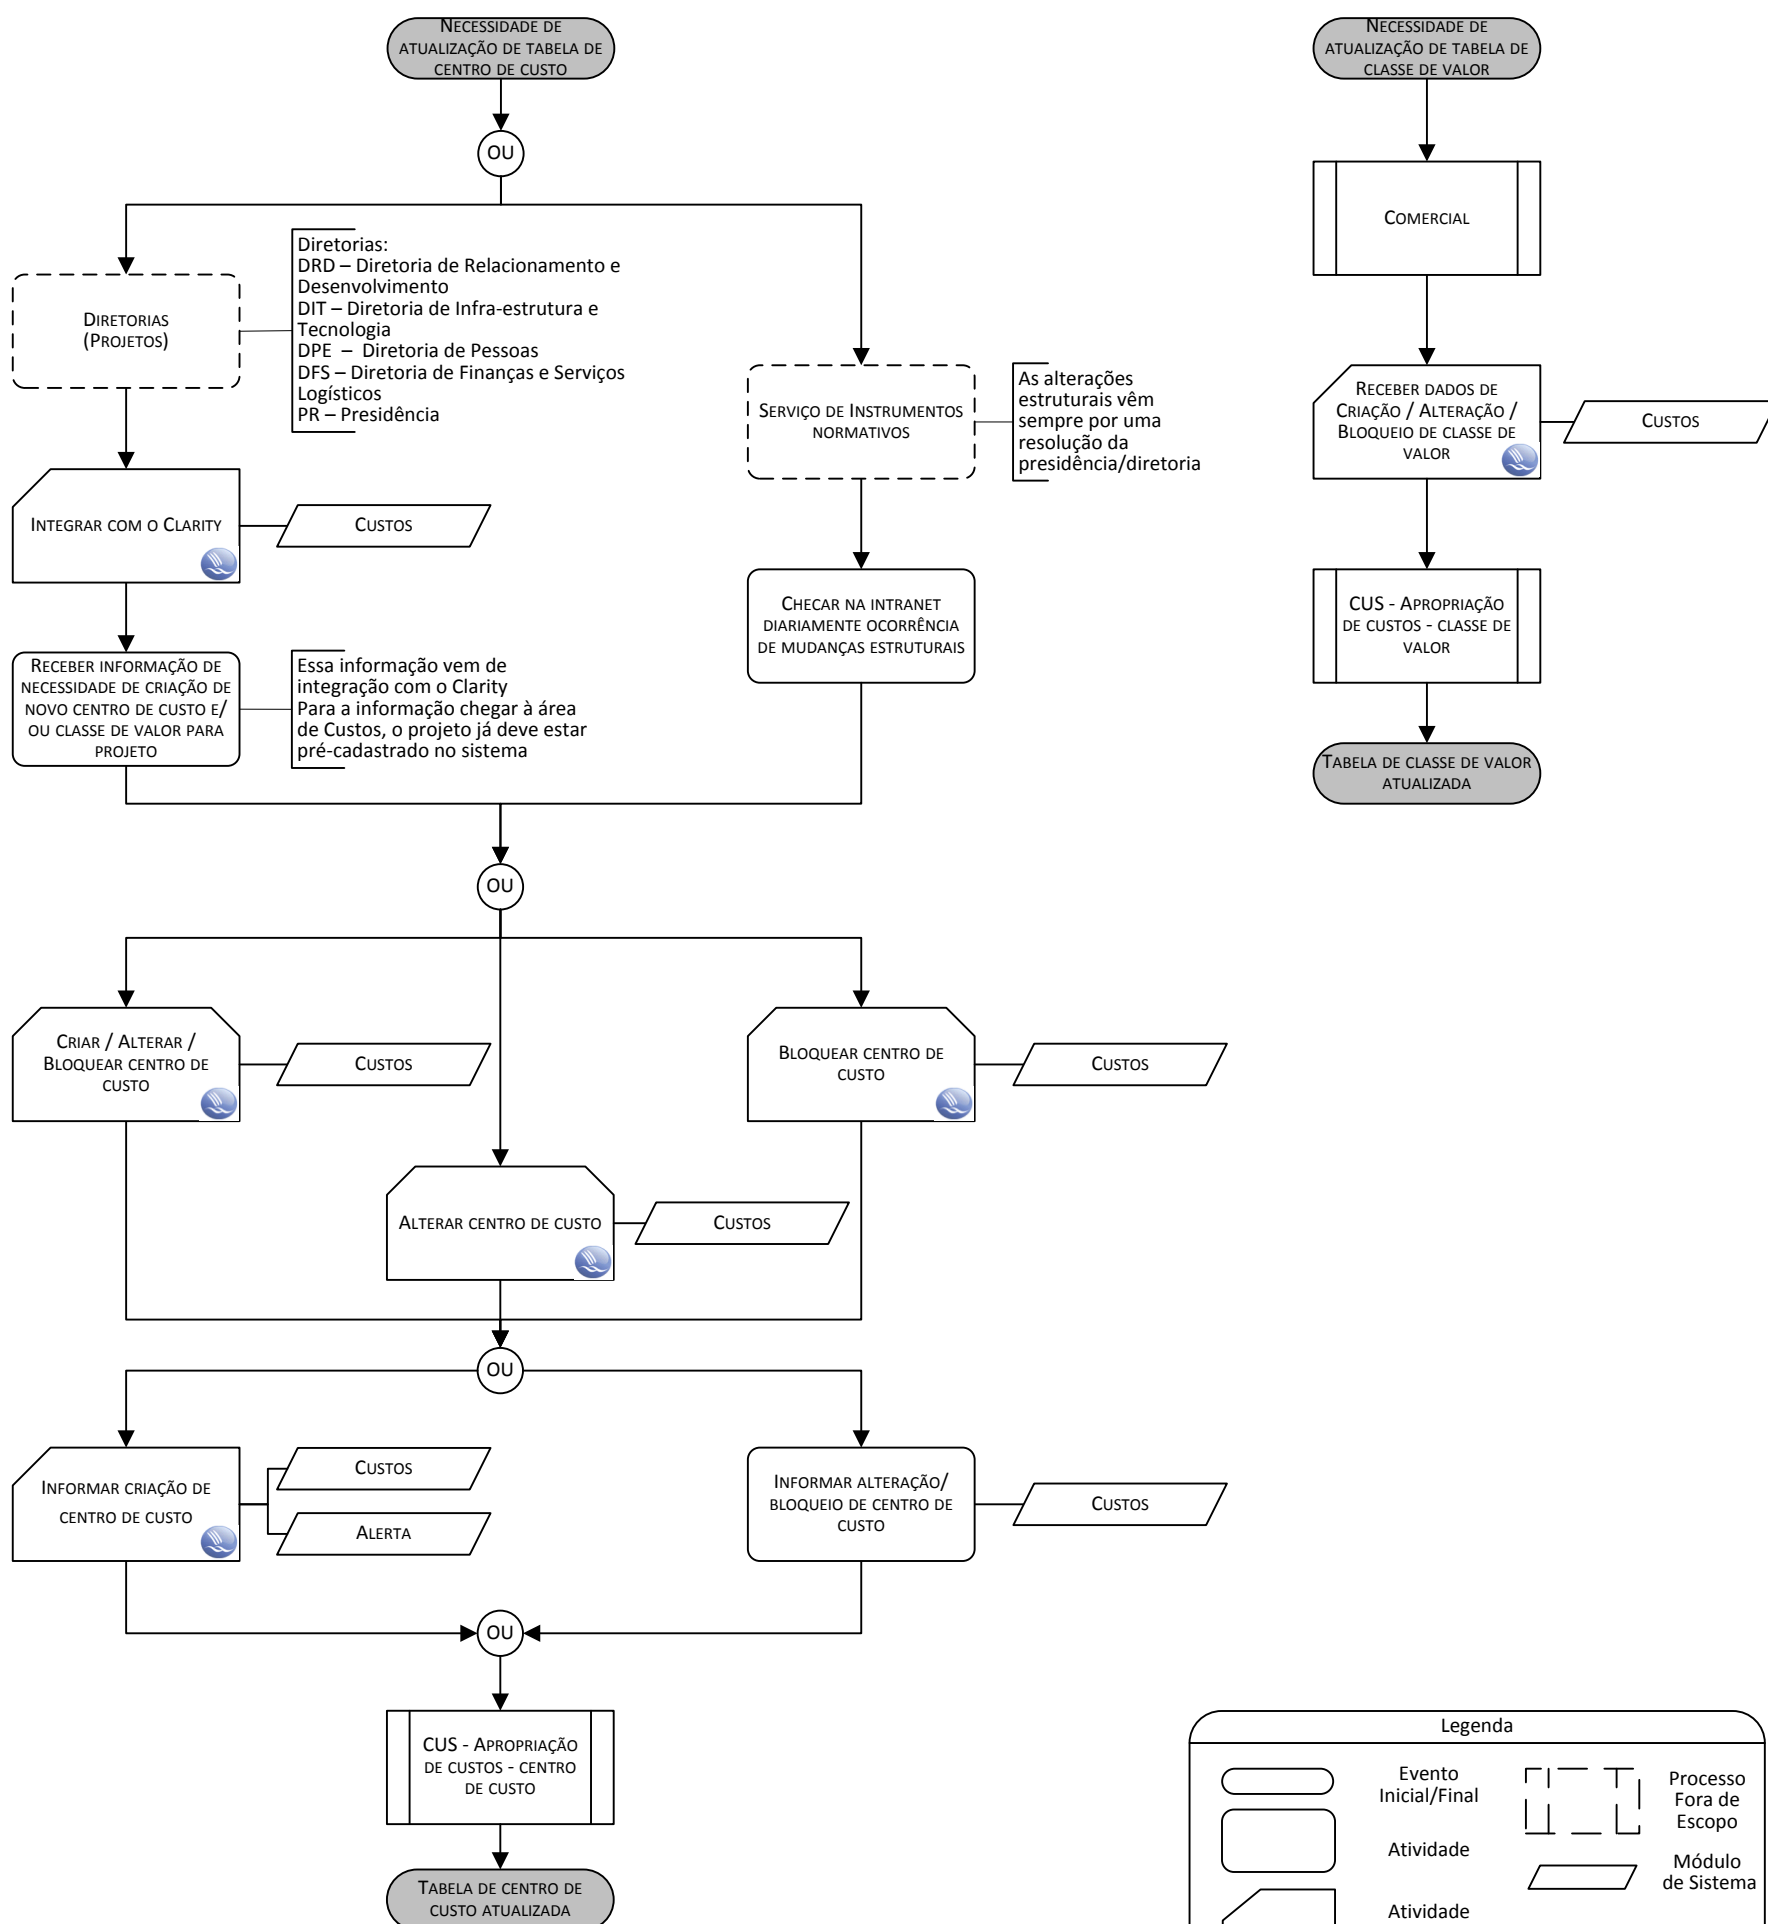 NECESSIDADE DE
ATUALIZAÇÃO DE TABELA DE
CENTRO DE CUSTO
OU
DIRETORIAS
(PROJETOS)
Diretorias:
DRD – Diretoria de Relacionamento e
Desenvolvimento
DIT – Diretoria de Infra-estrutura e
Tecnologia
DPE – Diretoria de Pessoas
DFS – Diretoria de Finanças e Serviços
Logísticos
PR – Presidência
SERVIÇO DE INSTRUMENTOS
NORMATIVOS
As alterações
estruturais vêm
sempre por uma
resolução da
presidência/diretoria
INTEGRAR COM O CLARITY
CUSTOS
CHECAR NA INTRANET
DIARIAMENTE OCORRÊNCIA
DE MUDANÇAS ESTRUTURAIS
RECEBER INFORMAÇÃO DE
NECESSIDADE DE CRIAÇÃO DE
NOVO CENTRO DE CUSTO E/
OU CLASSE DE VALOR PARA
PROJETO
Essa informação vem de
integração com o Clarity
Para a informação chegar à área
de Custos, o projeto já deve estar
pré-cadastrado no sistema
OU
CRIAR / ALTERAR /
BLOQUEAR CENTRO DE
CUSTO
CUSTOS
BLOQUEAR CENTRO DE
CUSTO
CUSTOS
ALTERAR CENTRO DE CUSTO
CUSTOS
OU
INFORMAR CRIAÇÃO DE
CENTRO DE CUSTO
CUSTOS
ALERTA
INFORMAR ALTERAÇÃO/
BLOQUEIO DE CENTRO DE
CUSTO
CUSTOS
OU
CUS - APROPRIAÇÃO
DE CUSTOS - CENTRO
DE CUSTO
TABELA DE CENTRO DE
CUSTO ATUALIZADA
NECESSIDADE DE
ATUALIZAÇÃO DE TABELA DE
CLASSE DE VALOR
COMERCIAL
RECEBER DADOS DE
CRIAÇÃO / ALTERAÇÃO /
BLOQUEIO DE CLASSE DE
VALOR
CUSTOS
CUS - APROPRIAÇÃO
DE CUSTOS - CLASSE DE
VALOR
TABELA DE CLASSE DE VALOR
ATUALIZADA
Legenda
Evento
Inicial/Final
Atividade
Atividade
Processo
Fora de
Escopo
Módulo
de Sistema